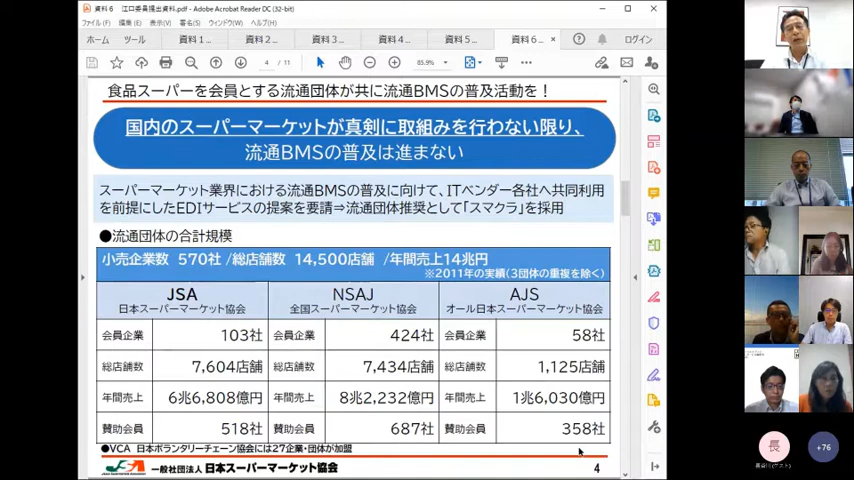 資料6 江口委員提出資料.pdf - Adobe Acrobat Reader DC (32-bit)
ファイル(F) 編集(E) 表示(V) 署名(S) ウィンドウ(W) ヘルプ(H)
ホーム ツール 資料1... 資料2... 資料3... 資料4... 資料5... 資料6... × ログイン
4 / 11 65.9%
食品スーパーを会員とする流通団体が共に流通BMSの普及活動を!
国内のスーパーマーケットが真剣に取組みを行わない限り、
流通BMSの普及は進まない
スーパーマーケット業界における流通BMSの普及に向けて、ITベンダー各社へ共同利用
を前提にしたEDIサービスの提案を要請⇒流通団体推奨として「スマクラ」を採用
●流通団体の合計規模
小売企業数 570社 /総店舗数 14,500店舗 /年間売上14兆円
※2011年の実績(3団体の重複を除く)
JSA NSAJ AJS
日本スーパーマーケット協会 全国スーパーマーケット協会 オール日本スーパーマーケット協会
会員企業 103社 会員企業 424社 会員企業 58社
総店舗数 7,604店舗 総店舗数 7,434店舗 総店舗数 1,125店舗
年間売上 6兆6,808億円 年間売上 8兆2,232億円 年間売上 1兆6,030億円
賛助会員 518社 賛助会員 687社 賛助会員 358社
●VCA 日本ボランタリーチェーン協会には27企業・団体が加盟
JSA 一般社団法人 日本スーパーマーケット協会 4
長 +76